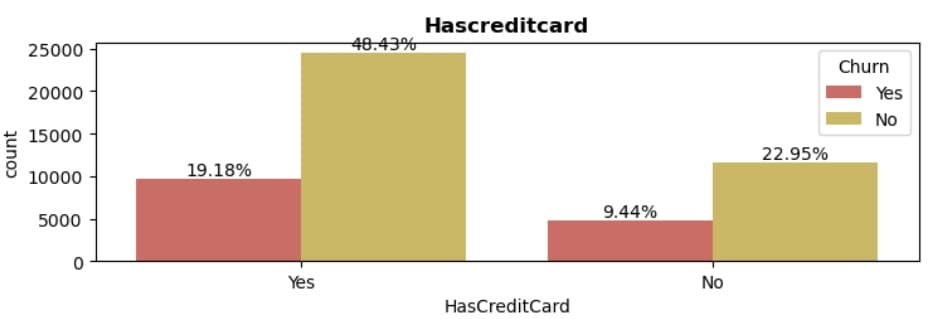 Hascreditcard
25000
20000
15000
10000
5000
0
count
48.43%
19.18%
22.95%
9.44%
Churn
Yes
No
Yes
No
HasCreditCard